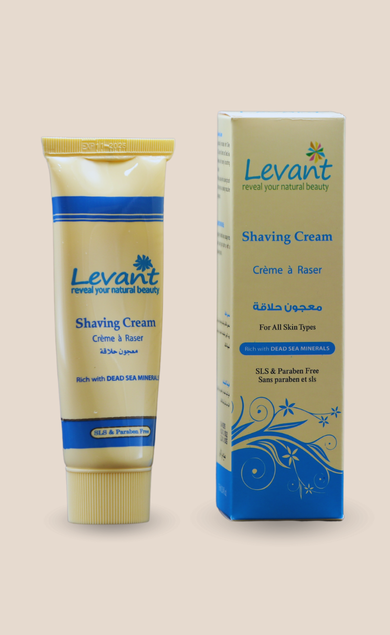 Levant
reveal your natural beauty
Shaving Cream
Crème à Raser
معجون حلاقة
Rich with DEAD SEA MINERALS
SLS & Paraben Free
Levant
reveal your natural beauty
Shaving Cream
Crème à Raser
معجون حلاقة
For All Skin Types
Rich with DEAD SEA MINERALS
SLS & Paraben Free
Sans paraben et sls